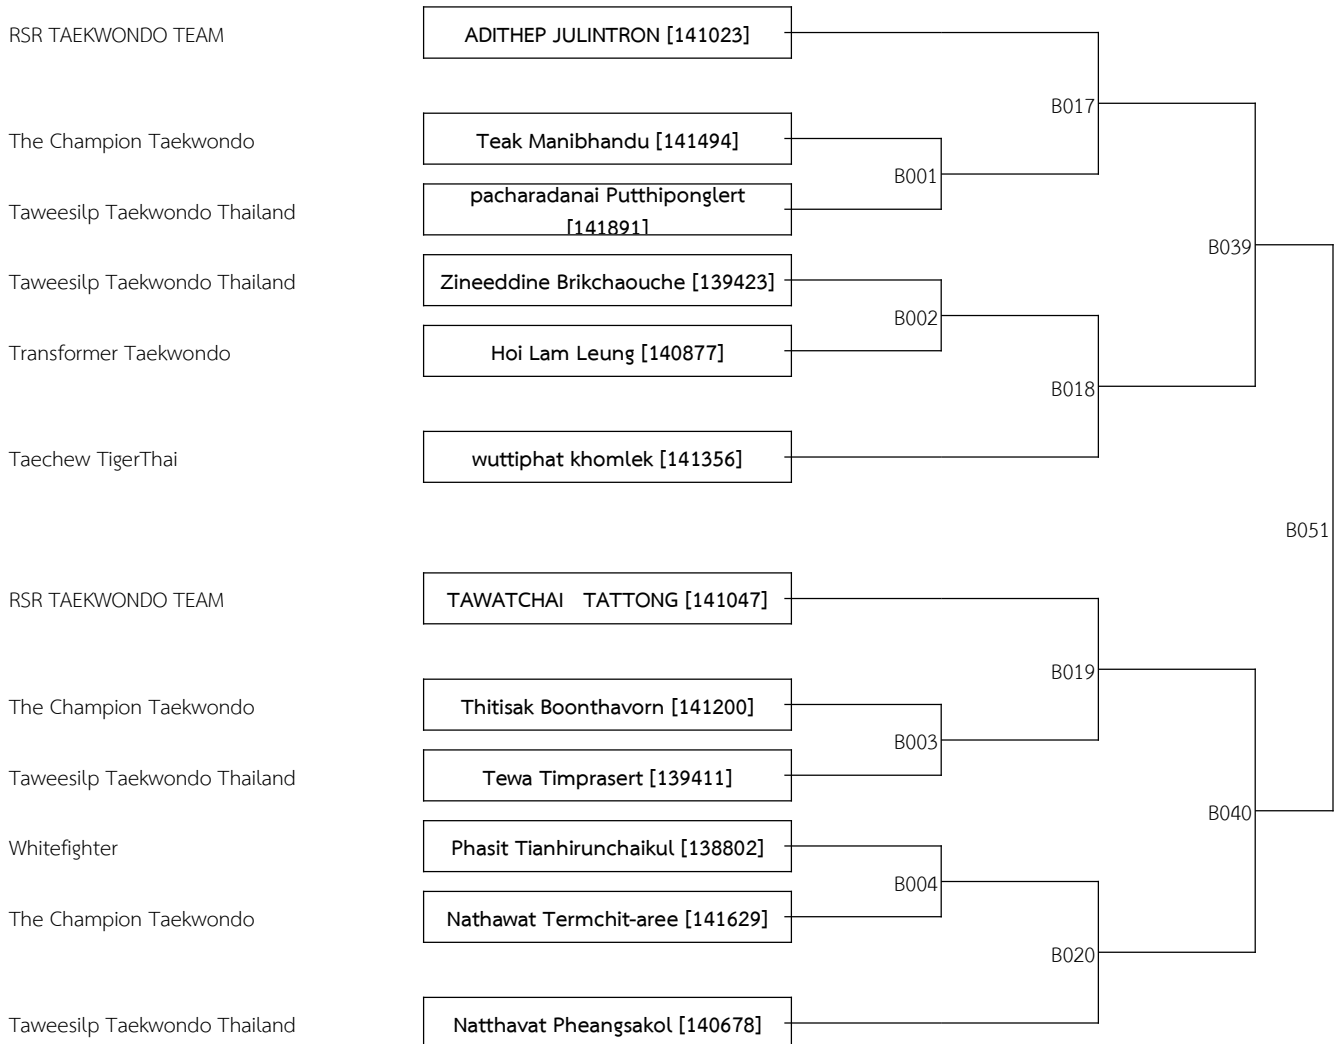 RSR TAEKWONDO TEAM
ADITHEP JULINTRON [141023]
B017
The Champion Taekwondo
Teak Manibhandu [141494]
B001
Taweesilp Taekwondo Thailand
pacharadanai Putthiponglert
[141891]
B039
Taweesilp Taekwondo Thailand
Zineeddine Brikchaouche [139423]
B002
Transformer Taekwondo
Hoi Lam Leung [140877]
B018
Taechew TigerThai
wuttiphat khomlek [141356]
B051
RSR TAEKWONDO TEAM
TAWATCHAI TATTONG [141047]
B019
The Champion Taekwondo
Thitisak Boonthavorn [141200]
B003
Taweesilp Taekwondo Thailand
Tewa Timprasert [139411]
B040
Whitefighter
Phasit Tianhirunchaikul [138802]
B004
The Champion Taekwondo
Nathawat Termchit-aree [141629]
B020
Taweesilp Taekwondo Thailand
Natthavat Pheangsakol [140678]